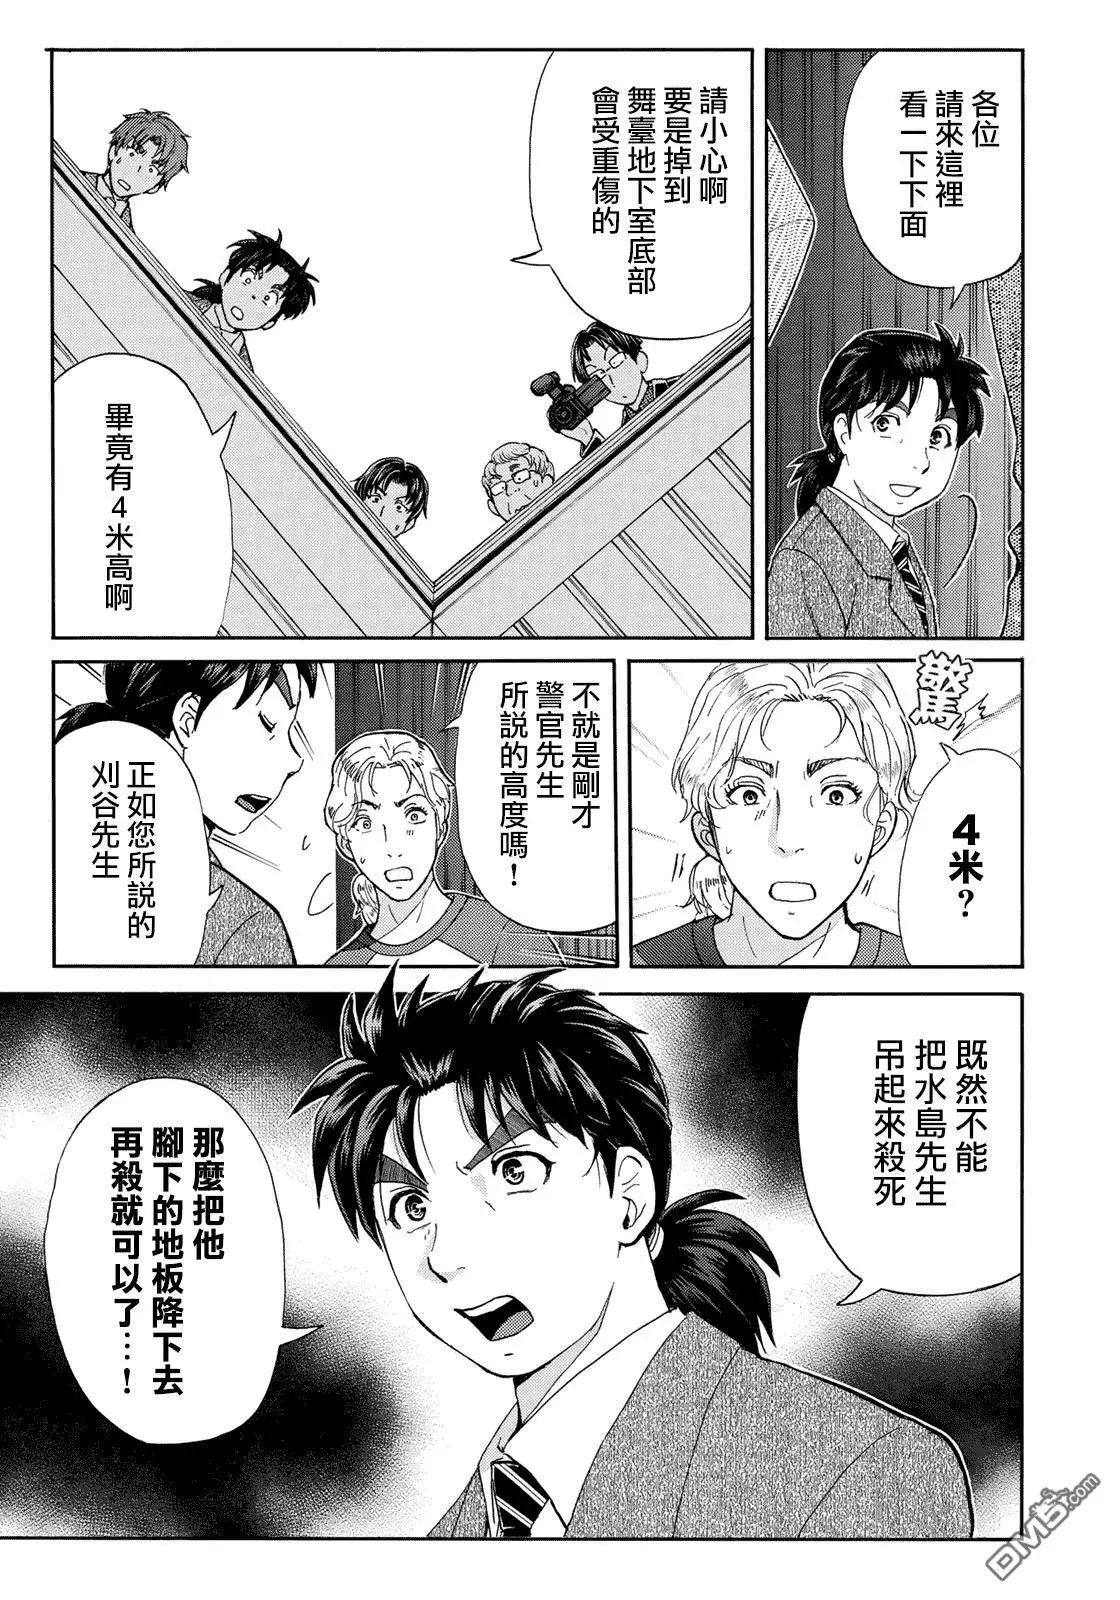 各位
請來這裡
看一下下面
請小心啊
要是掉到
舞臺地下室底部
會受重傷的
畢竟有4米高啊
驚
4米?
不就是剛才
警官先生
所說的高度嗎!
正如您所說的
刈谷先生
既然不能
把水島先生
吊起來殺死
那麼把他
腳下的地板降下去
再殺就可以了…!
DM5.com